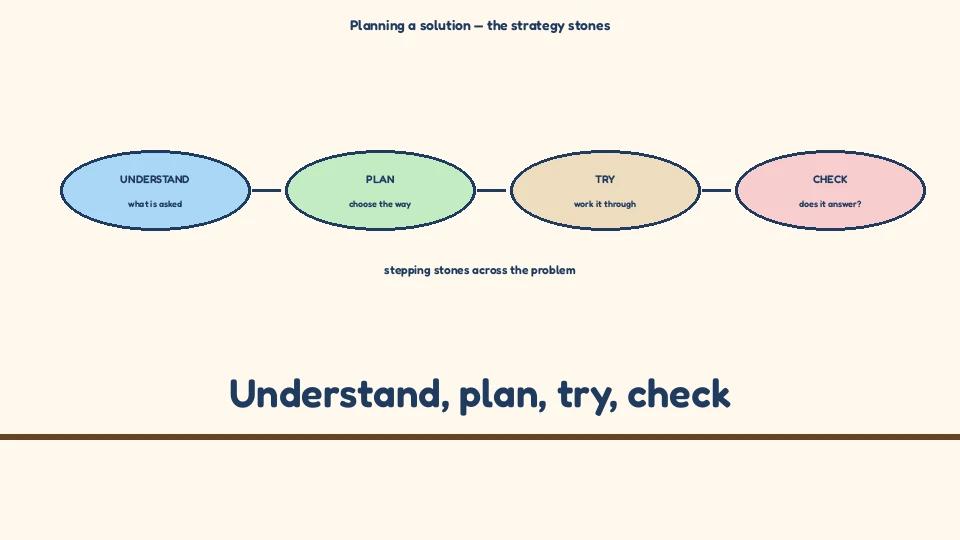 Planning a solution — the strategy stones
UNDERSTAND
what is asked
PLAN
choose the way
TRY
work it through
CHECK
does it answer?
stepping stones across the problem
Understand, plan, try, check